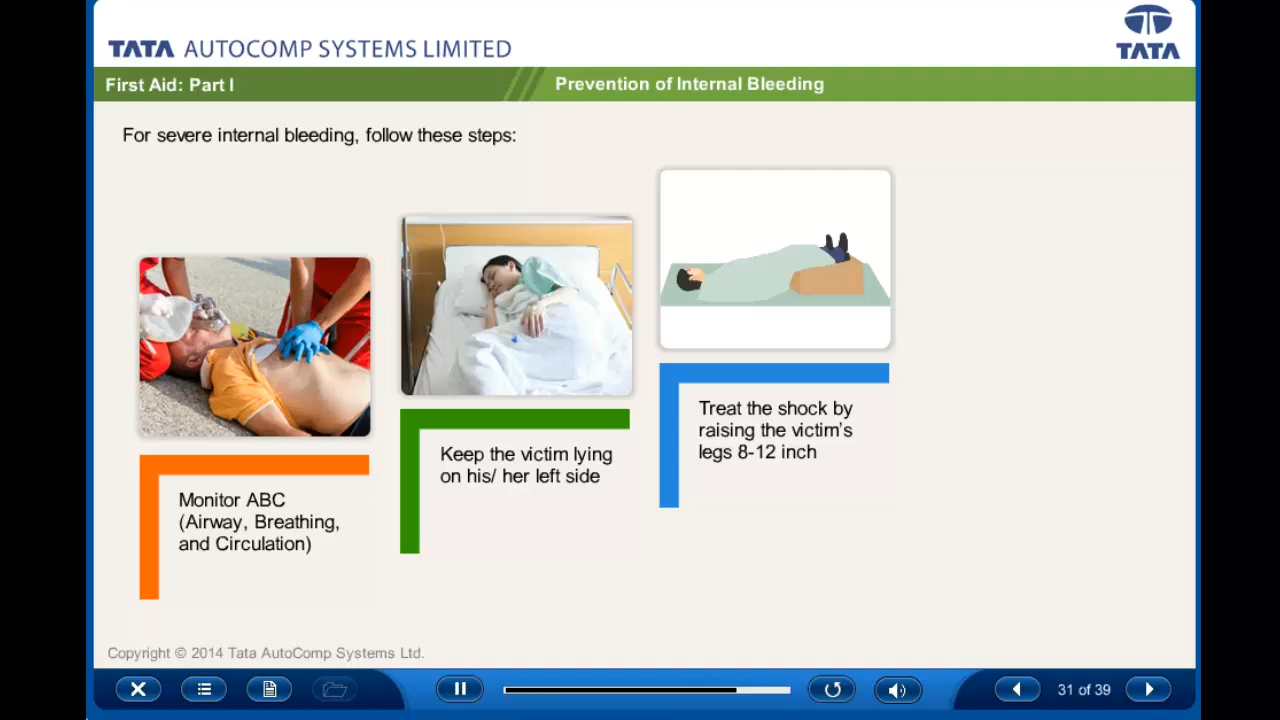 TATA AUTOCOMP SYSTEMS LIMITED
TATA
First Aid: Part I
Prevention of Internal Bleeding
For severe internal bleeding, follow these steps:
Monitor ABC
(Airway, Breathing,
and Circulation)
Keep the victim lying
on his/ her left side
Treat the shock by
raising the victim's
legs 8-12 inch
Copyright © 2014 Tata AutoComp Systems Ltd.
31 of 39